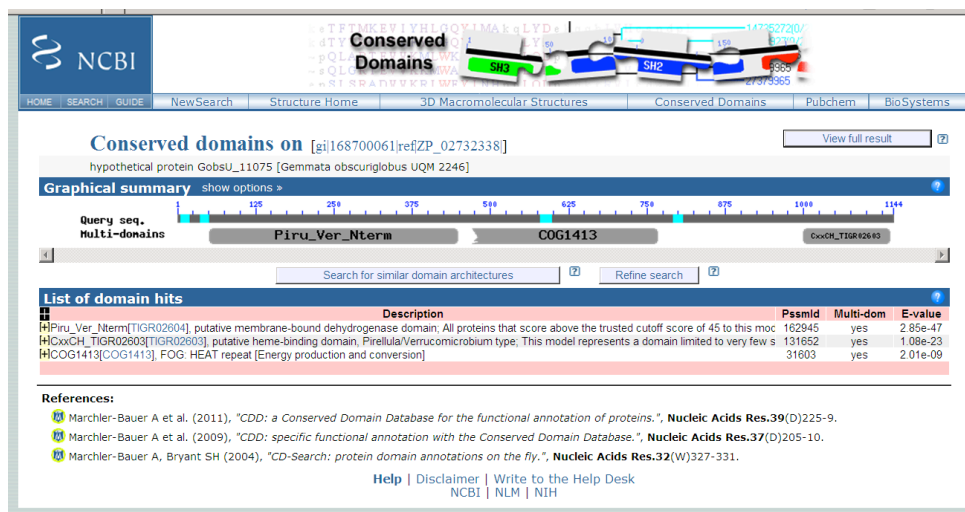 NCBI
Conserved
Domains
SH3
SH2
HOME SEARCH GUIDE NewSearch Structure Home 3D Macromolecular Structures Conserved Domains Pubchem BioSystems
Conserved domains on [gi|168700061|ref|ZP_02732338|]
View full result
hypothetical protein GobsU_11075 [Gemmata obscuriglobus UQM 2246]
Graphical summary show options »
1 125 250 375 500 625 750 875 1000 1144
Query seq.
Multi-domains Piru_Ver_Nterm COG1413 CxxCH_TIGR02603
Search for similar domain architectures Refine search
List of domain hits
Description PssmId Multi-dom E-value
[+]Piru_Ver_Nterm[TIGR02604], putative membrane-bound dehydrogenase domain; All proteins that score above the trusted cutoff score of 45 to this moc 162945 yes 2.85e-47
[+]CxxCH_TIGR02603[TIGR02603], putative heme-binding domain, Pirellula/Verrucomicrobium type; This model represents a domain limited to very few s 131652 yes 1.08e-23
[+]COG1413[COG1413], FOG: HEAT repeat [Energy production and conversion] 31603 yes 2.01e-09
References:
Marchler-Bauer A et al. (2011), "CDD: a Conserved Domain Database for the functional annotation of proteins.", Nucleic Acids Res.39(D)225-9.
Marchler-Bauer A et al. (2009), "CDD: specific functional annotation with the Conserved Domain Database.", Nucleic Acids Res.37(D)205-10.
Marchler-Bauer A, Bryant SH (2004), "CD-Search: protein domain annotations on the fly.", Nucleic Acids Res.32(W)327-331.
Help | Disclaimer | Write to the Help Desk
NCBI | NLM | NIH